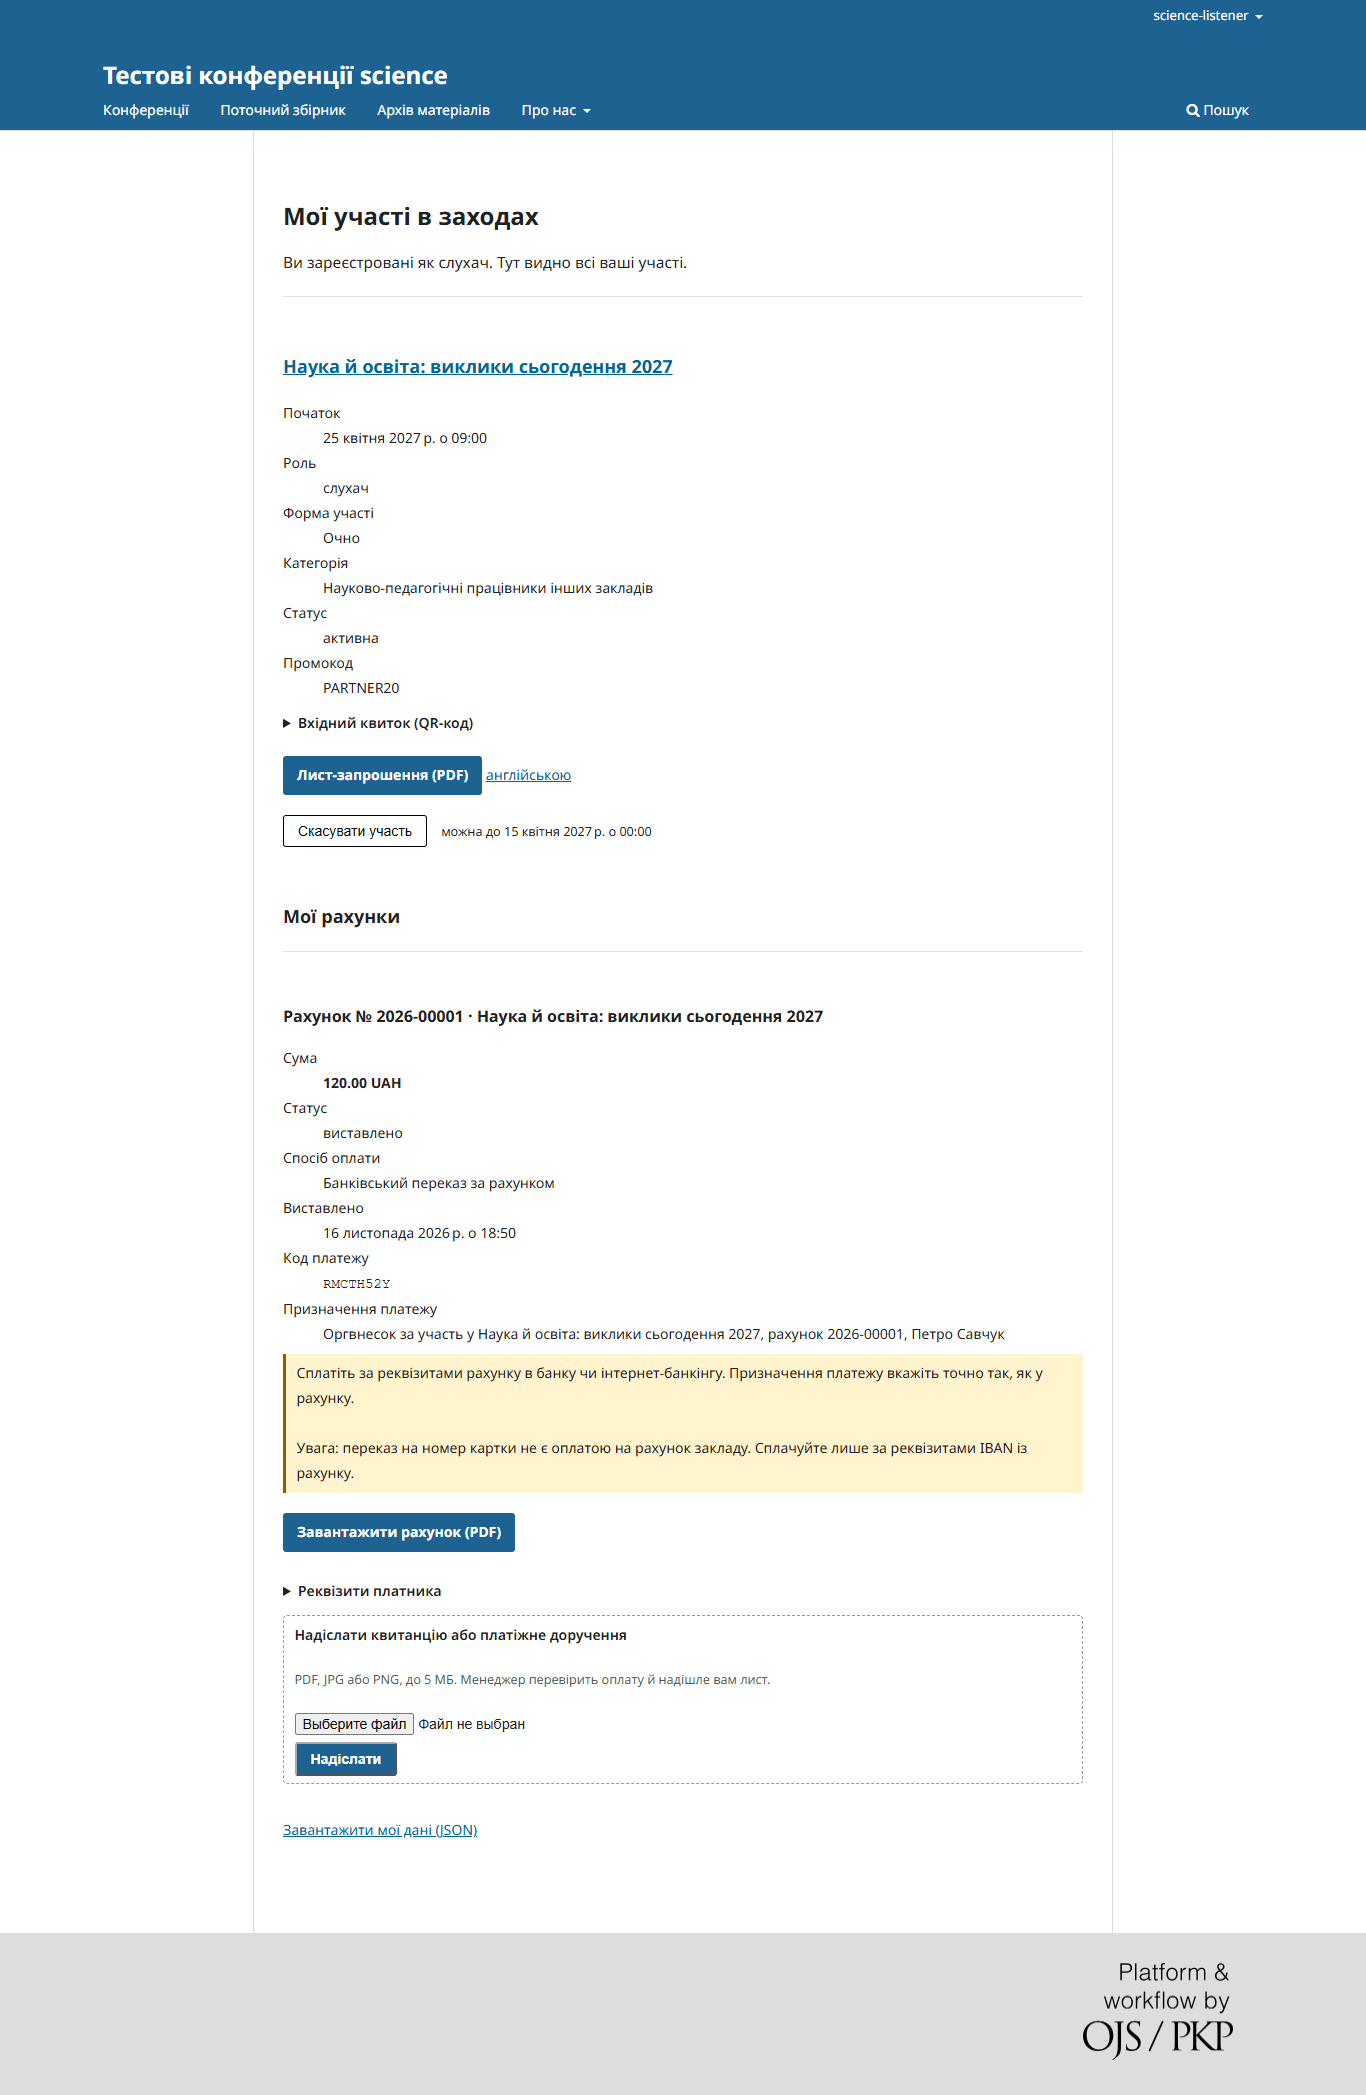 science-listener
Тестові конференції science
Конференції Поточний збірник Архів матеріалів Про нас Пошук
Мої участі в заходах
Ви зареєстровані як слухач. Тут видно всі ваші участі.
Наука й освіта: виклики сьогодення 2027
Початок
25 квітня 2027 р. о 09:00
Роль
слухач
Форма участі
Очно
Категорія
Науково-педагогічні працівники інших закладів
Статус
активна
Промокод
PARTNER20
Вхідний квиток (QR-код)
Лист-запрошення (PDF) англійською
Скасувати участь можна до 15 квітня 2027 р. о 00:00
Мої рахунки
Рахунок № 2026-00001 · Наука й освіта: виклики сьогодення 2027
Сума
120.00 UAH
Статус
виставлено
Спосіб оплати
Банківський переказ за рахунком
Виставлено
16 листопада 2026 р. о 18:50
Код платежу
RMCTH52Y
Призначення платежу
Оргвнесок за участь у Наука й освіта: виклики сьогодення 2027, рахунок 2026-00001, Петро Савчук
Сплатіть за реквізитами рахунку в банку чи інтернет-банкінгу. Призначення платежу вкажіть точно так, як у
рахунку.
Увага: переказ на номер картки не є оплатою на рахунок закладу. Сплачуйте лише за реквізитами IBAN із
рахунку.
Завантажити рахунок (PDF)
Реквізити платника
Надіслати квитанцію або платіжне доручення
PDF, JPG або PNG, до 5 МБ. Менеджер перевірить оплату й надішле вам лист.
Выберите файл Файл не выбран
Надіслати
Завантажити мої дані (JSON)
Platform &
workflow by
OJS / PKP